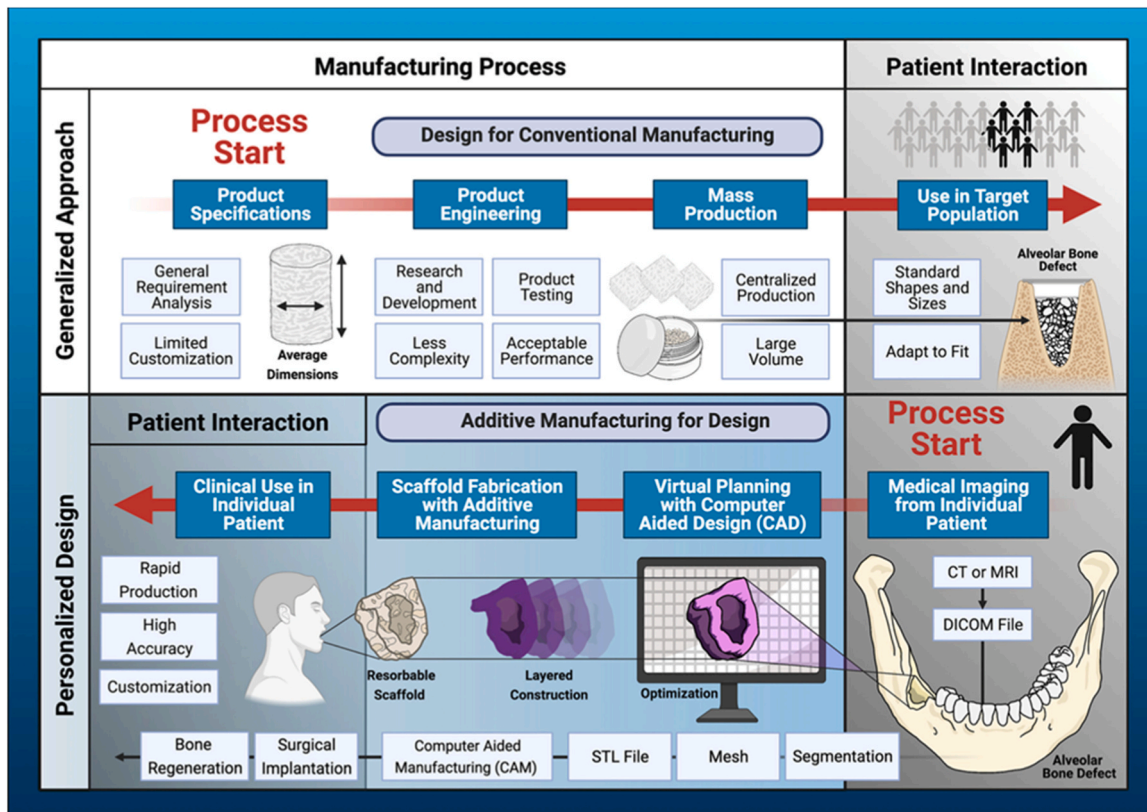 Manufacturing Process
Patient Interaction
Generalized Approach
Process
Start
Design for Conventional Manufacturing
Product
Specifications
Product
Engineering
Mass
Production
Use in Target
Population
General
Requirement
Analysis
Limited
Customization
Average
Dimensions
Research
and
Development
Product
Testing
Less
Complexity
Acceptable
Performance
Centralized
Production
Large
Volume
Standard
Shapes and
Sizes
Adapt to Fit
Alveolar Bone
Defect
Personalized Design
Patient Interaction
Additive Manufacturing for Design
Process
Start
Clinical Use in
Individual
Patient
Scaffold Fabrication
with Additive
Manufacturing
Virtual Planning
with Computer
Aided Design (CAD)
Medical Imaging
from Individual
Patient
Rapid
Production
High
Accuracy
Customization
Resorbable
Scaffold
Layered
Construction
Optimization
CT or MRI
DICOM File
Bone
Regeneration
Surgical
Implantation
Computer Aided
Manufacturing (CAM)
STL File
Mesh
Segmentation
Alveolar
Bone Defect